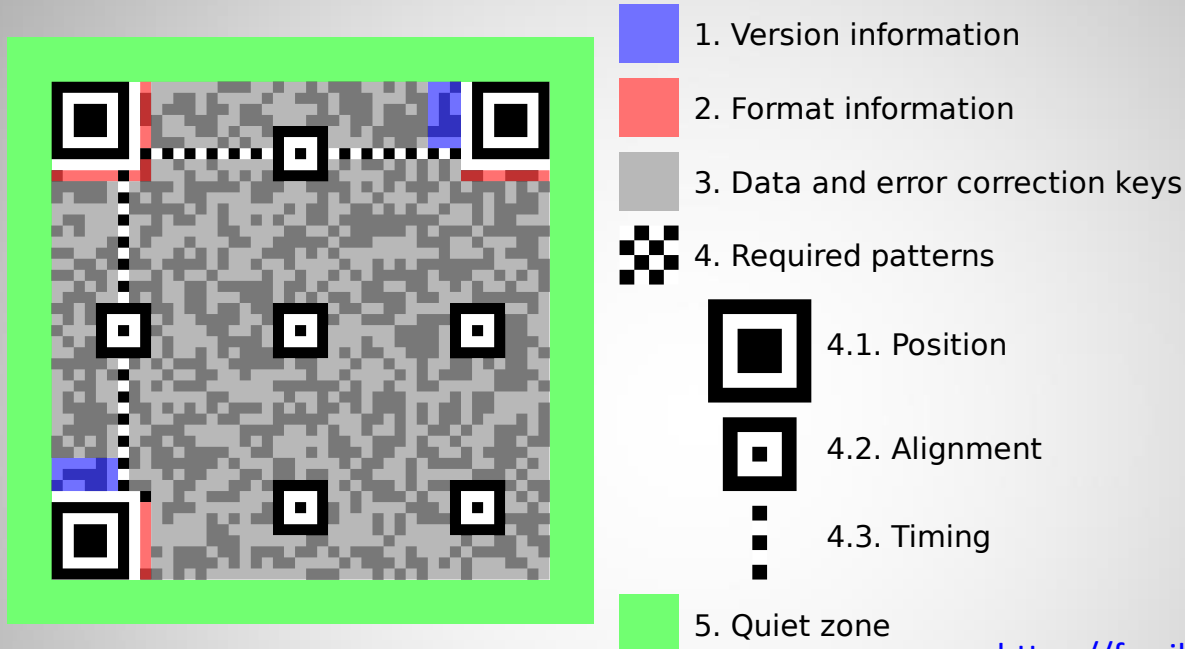 1. Version information
2. Format information
3. Data and error correction keys
4. Required patterns
4.1. Position
4.2. Alignment
4.3. Timing
5. Quiet zone